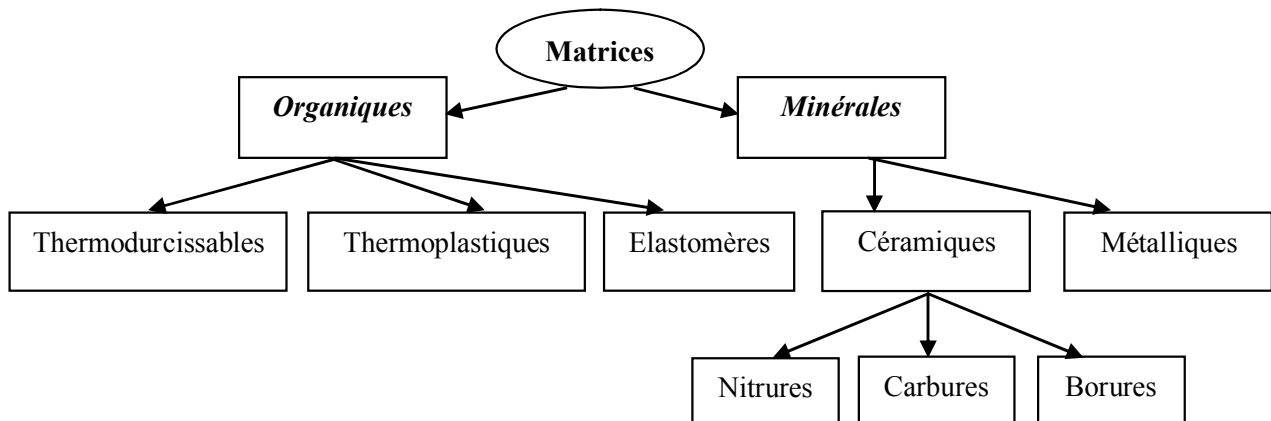 Matrices
Organiques
Minérales
Thermodurcissables
Thermoplastiques
Elastomères
Céramiques
Métalliques
Nitrures
Carbures
Borures